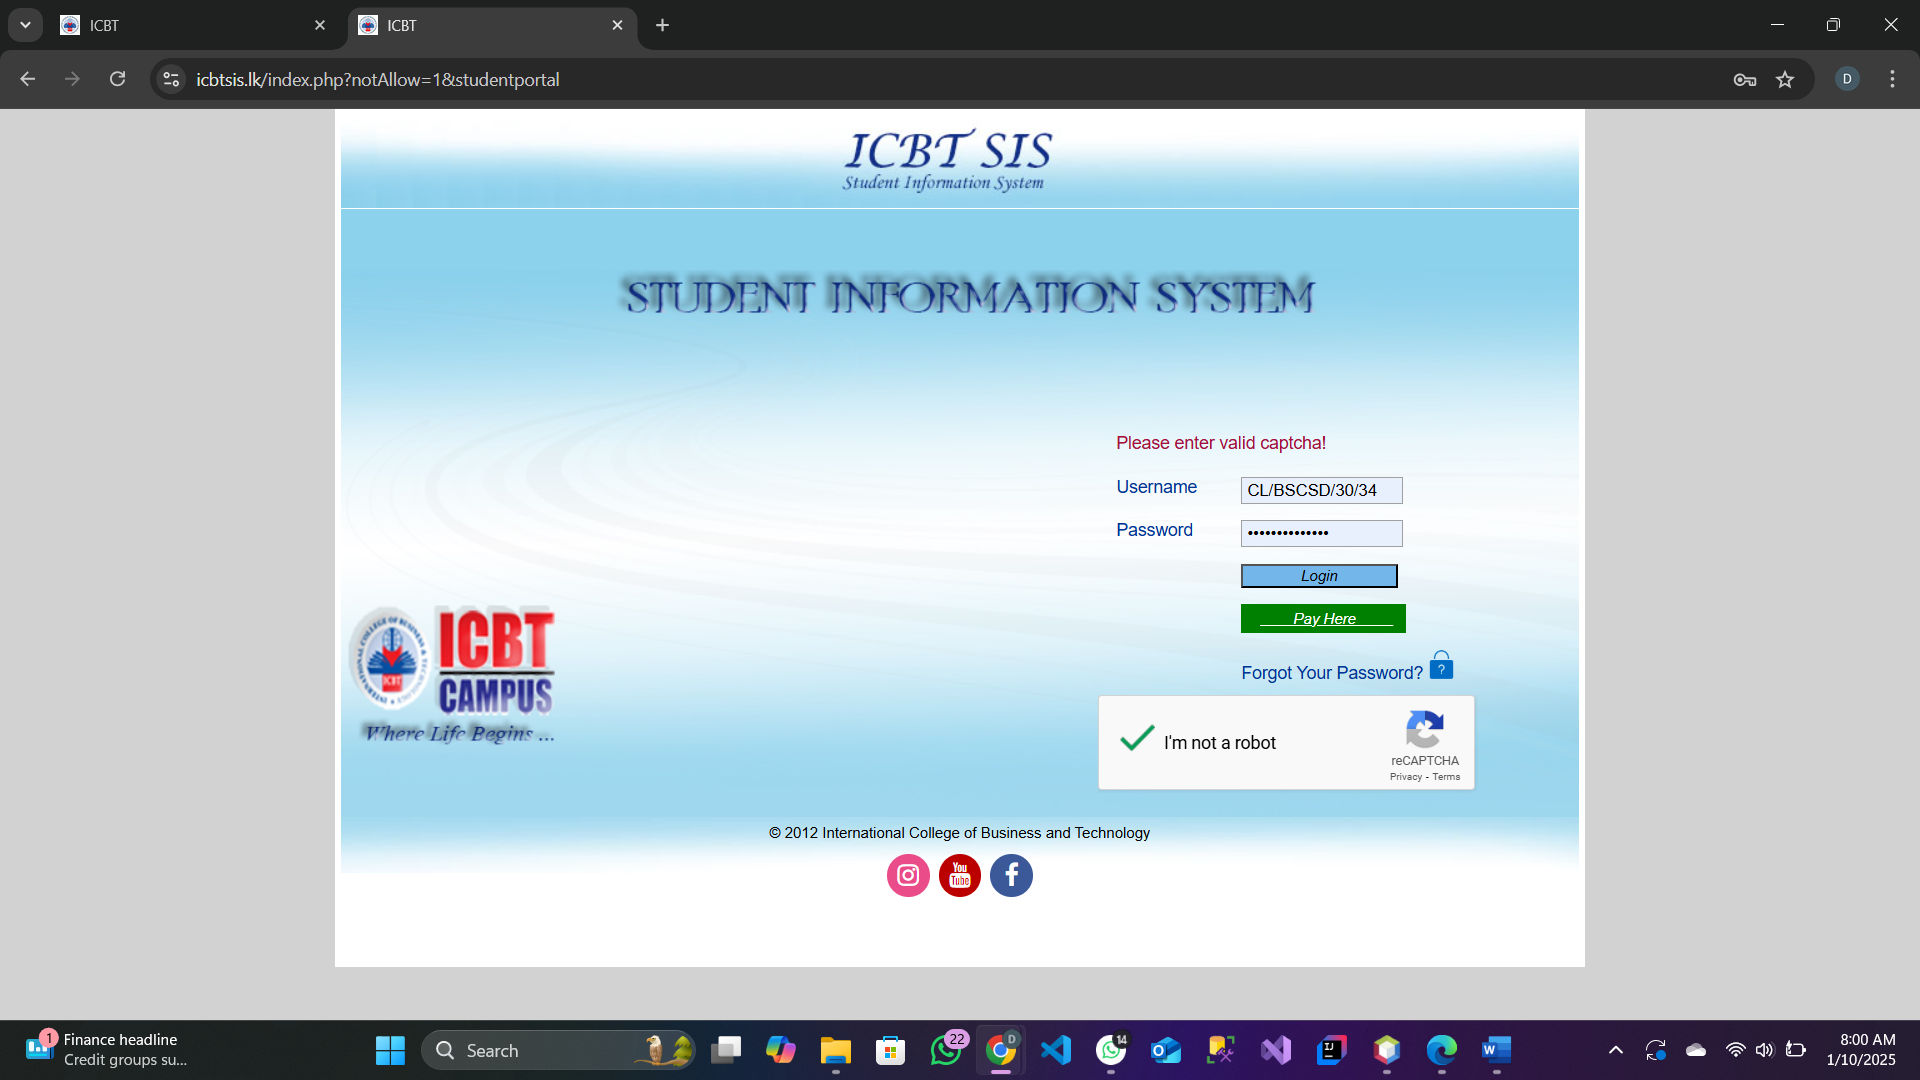 ICBT
ICBT
icbtsis.lk/index.php?notAllow=1&studentportal
D
ICBT SIS
Student Information System
STUDENT INFORMATION SYSTEM
Please enter valid captcha!
Username
CL/BSCSD/30/34
Password
••••••••••••••
Login
Pay Here
Forgot Your Password?
?
ICBT
CAMPUS
Where Life Begins ...
I'm not a robot
reCAPTCHA
Privacy - Terms
© 2012 International College of Business and Technology
You
Tube
1
Finance headline
Credit groups su...
Search
22
D
14
8:00 AM
1/10/2025